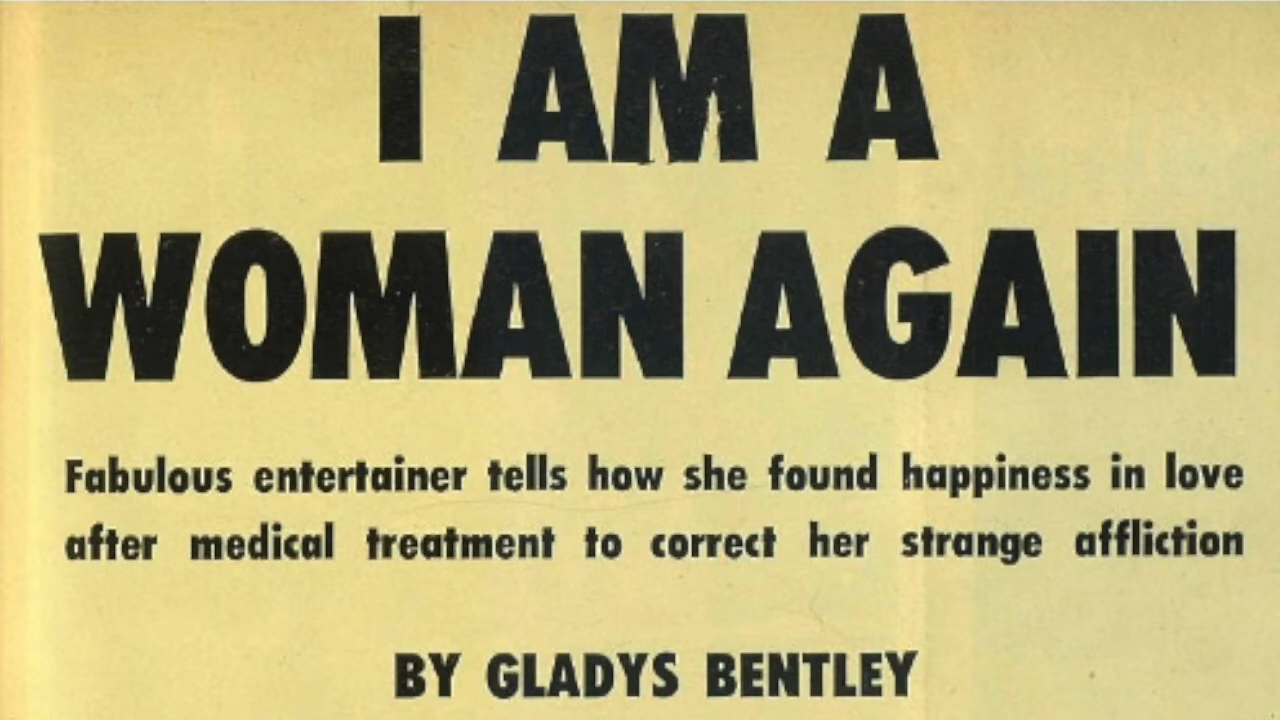 I AM A
WOMAN AGAIN
Fabulous entertainer tells how she found happiness in love
after medical treatment to correct her strange affliction
BY GLADYS BENTLEY